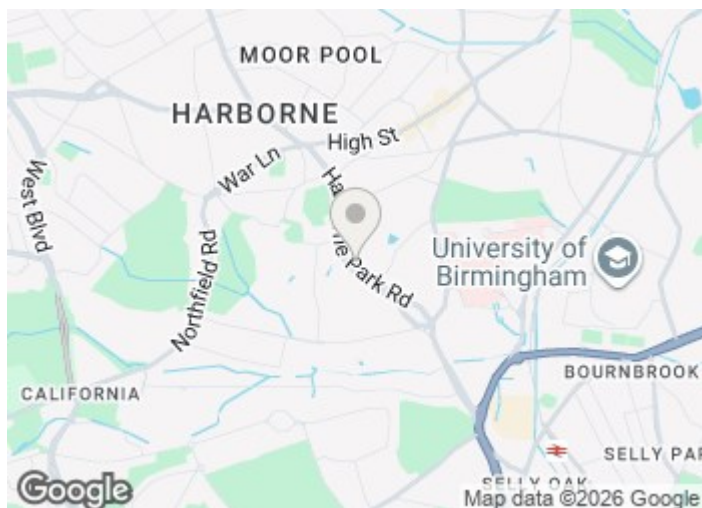 MOOR POOL
HARBORNE
High St
War Ln
West Blvd
Park Rd
Northfield Rd
University of
Birmingham
BOURNBROOK
CALIFORNIA
SELLY PAR
SELLY OAK
Google
Map data ©2026 Google